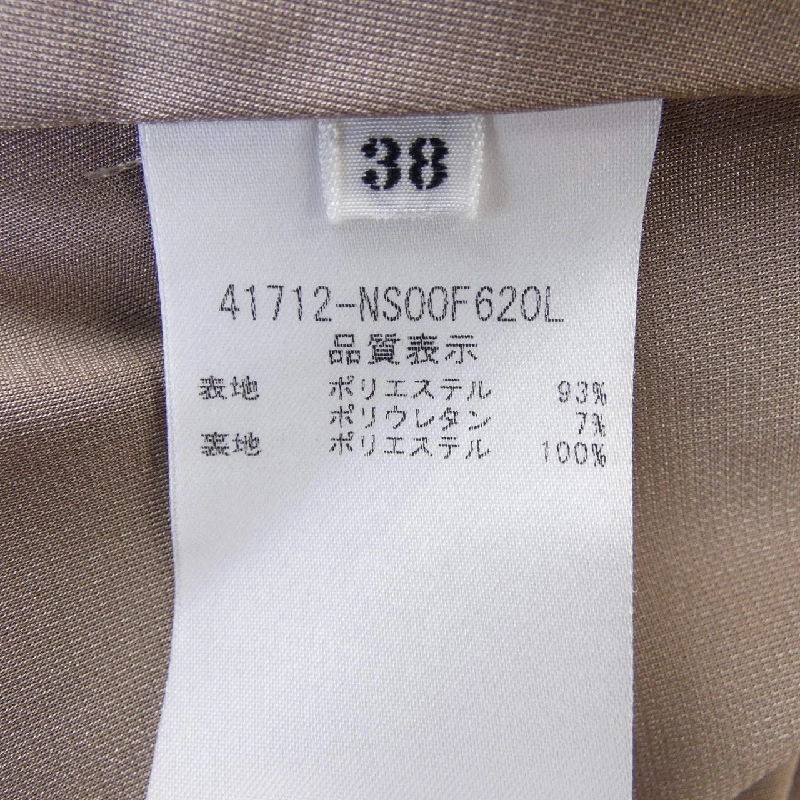 38
41712-NS00F620L
品質表示
表地 ポリエステル 93%
ポリウレタン 7%
裏地 ポリエステル 100%